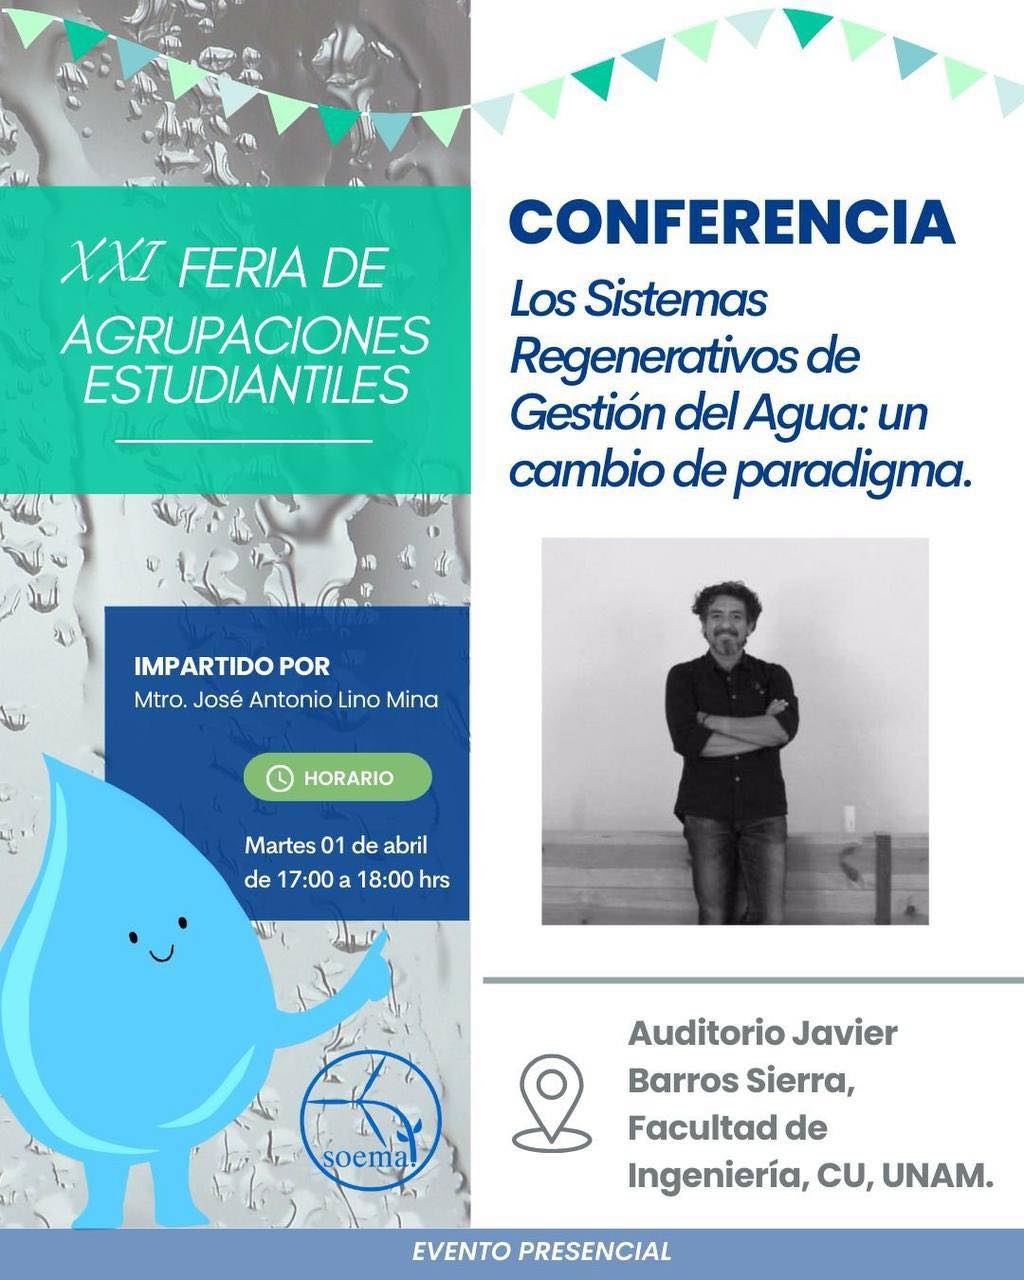 XXI FERIA DE
AGRUPACIONES
ESTUDIANTILES
CONFERENCIA
Los Sistemas
Regenerativos de
Gestión del Agua: un
cambio de paradigma.
IMPARTIDO POR
Mtro. José Antonio Lino Mina
HORARIO
Martes 01 de abril
de 17:00 a 18:00 hrs
soema
Auditorio Javier
Barros Sierra,
Facultad de
Ingeniería, CU, UNAM.
EVENTO PRESENCIAL